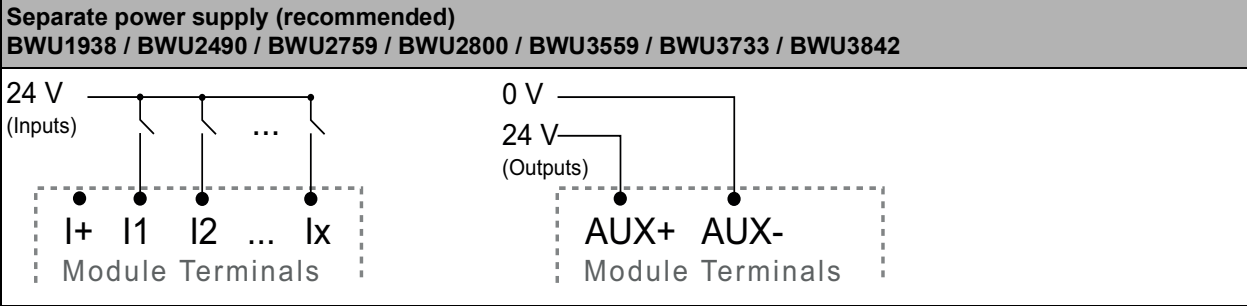 Separate power supply (recommended)
BWU1938 / BWU2490 / BWU2759 / BWU2800 / BWU3559 / BWU3733 / BWU3842
24 V
(Inputs)
...
I+ I1 I2 ... Ix
Module Terminals
0 V
24 V
(Outputs)
AUX+ AUX-
Module Terminals